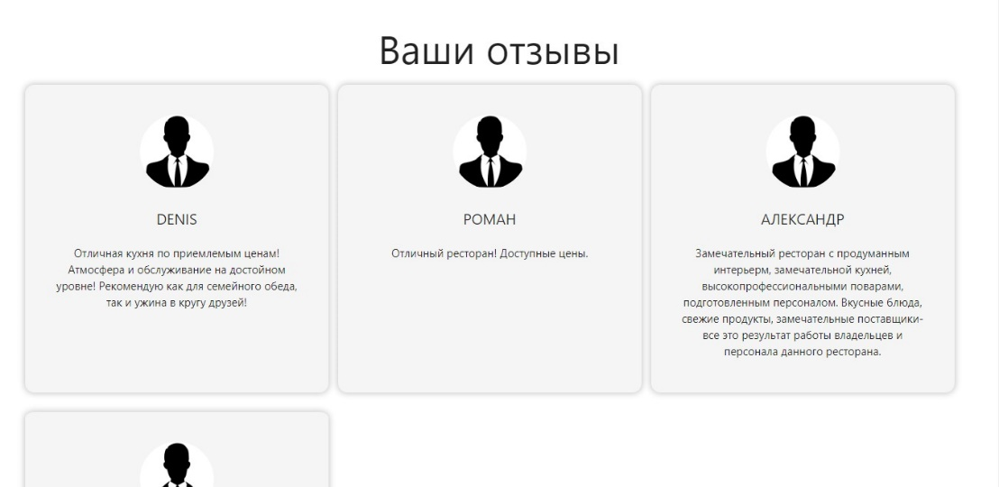 Ваши отзывы
DENIS
Отличная кухня по приемлемым ценам!
Атмосфера и обслуживание на достойном
уровне! Рекомендую как для семейного обеда,
так и ужина в кругу друзей!
РОМАН
Отличный ресторан! Доступные цены.
АЛЕКСАНДР
Замечательный ресторан с продуманным
интерьерм, замечательной кухней,
высокопрофессиональными поварами,
подготовленным персоналом. Вкусные блюда,
свежие продукты, замечательные поставщики-
все это результат работы владельцев и
персонала данного ресторана.